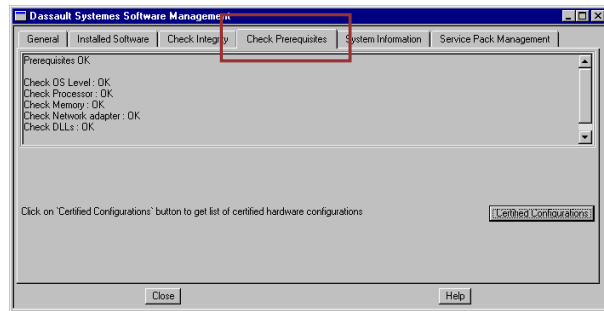 Dassault Systemes Software Management
General Installed Software Check Integrity Check Prerequisites System Information Service Pack Management
Prerequisites OK
Check OS Level : OK
Check Processor : OK
Check Memory : OK
Check Network adapter : OK
Check DLLs : OK
Click on 'Certified Configurations' button to get list of certified hardware configurations
Certified Configurations
Close Help